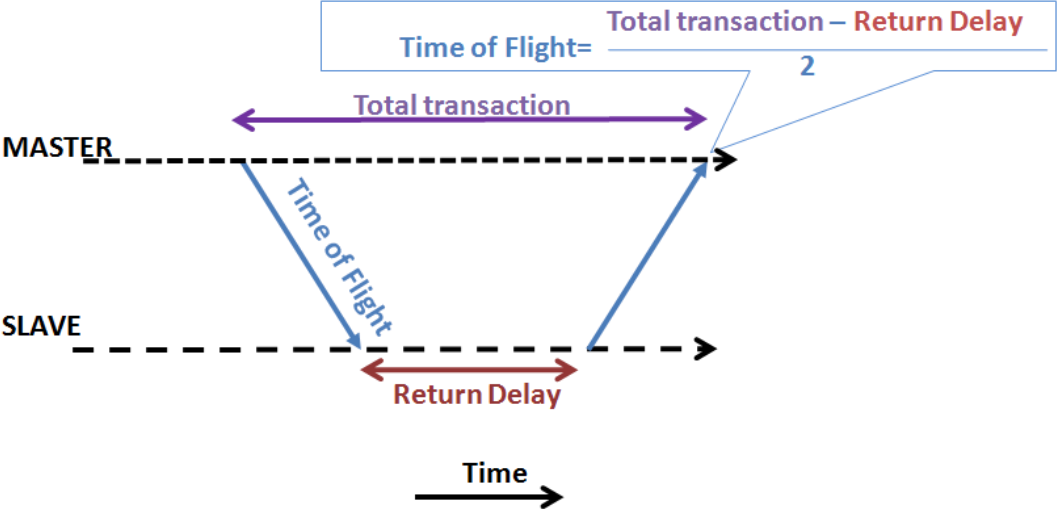 Total transaction – Return Delay
Time of Flight=
2
Total transaction
MASTER
Time of Flight
SLAVE
Return Delay
Time